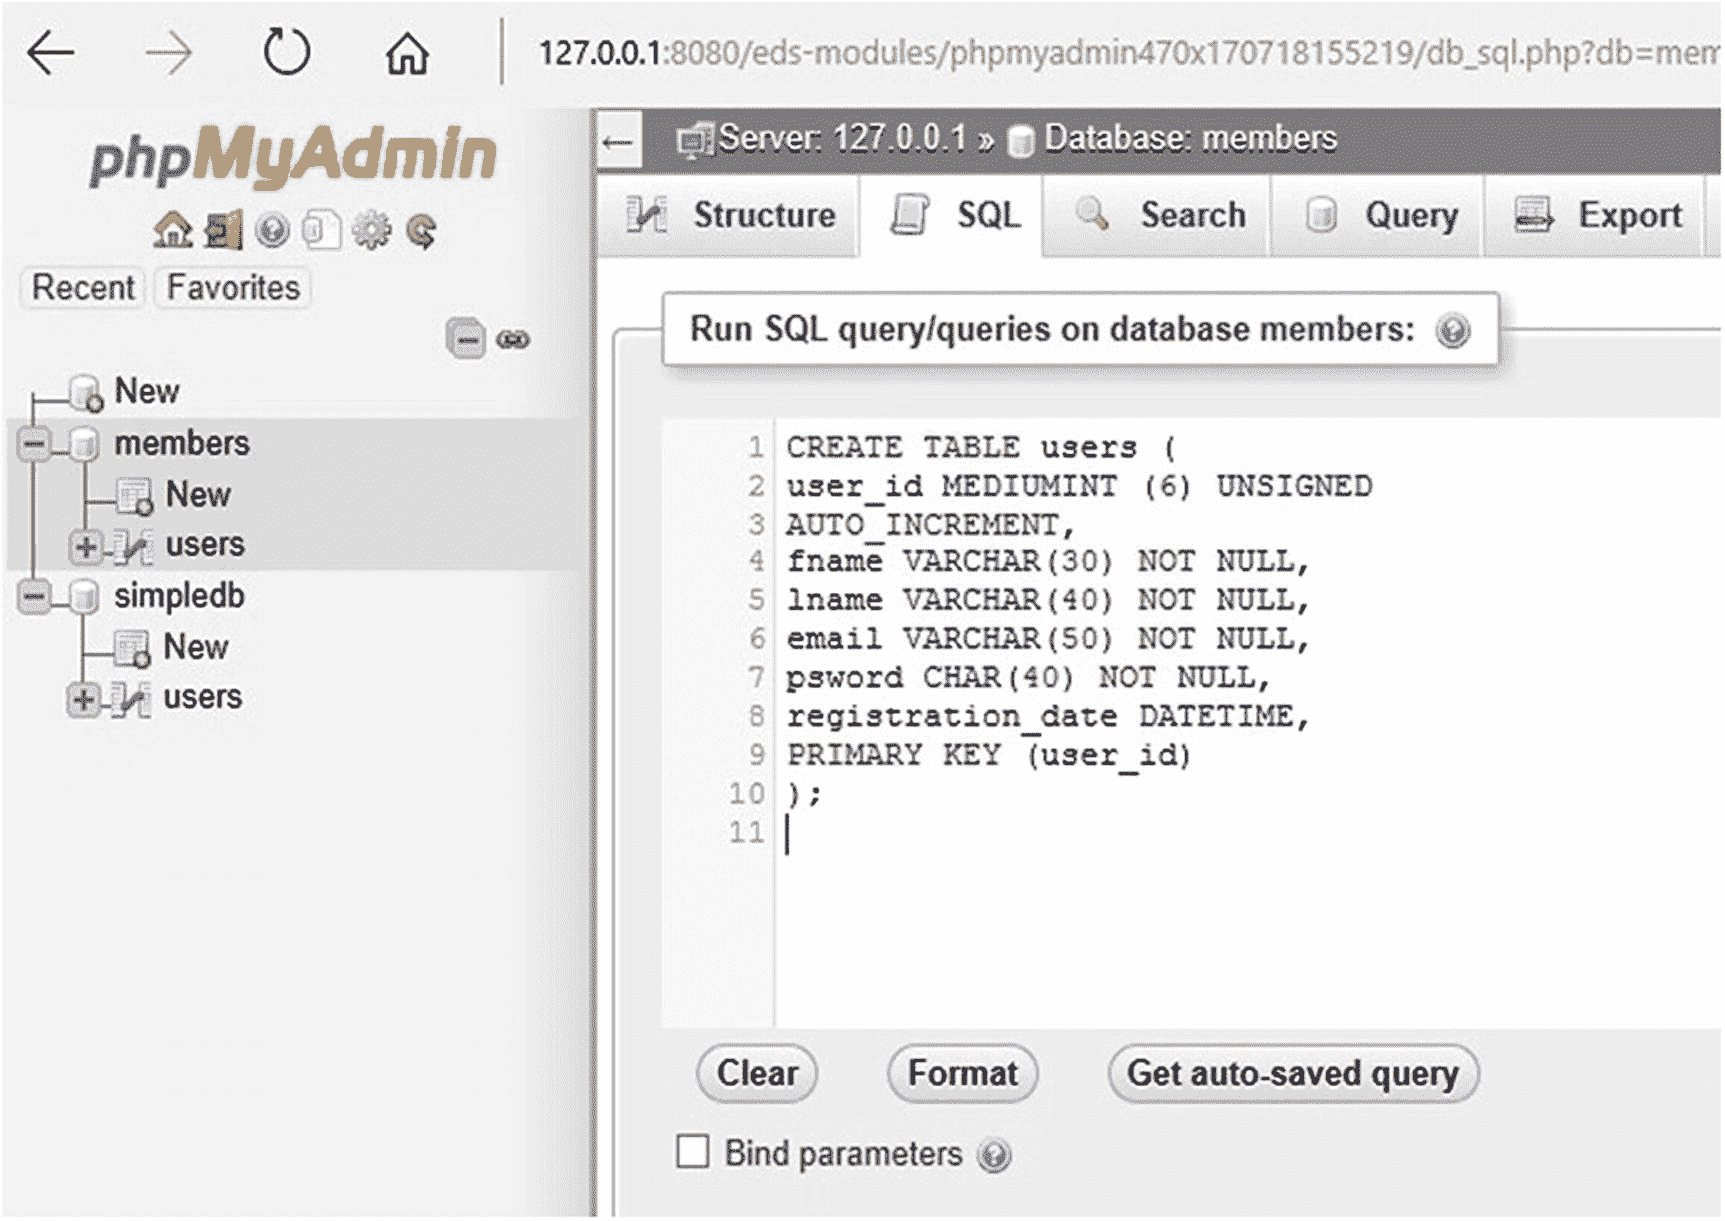 127.0.0.1:8080/eds-modules/phpmyadmin470x170718155219/db_sql.php?db=mem
phpMyAdmin
Recent Favorites
New
members
New
users
simpledb
New
users
Server: 127.0.0.1 » Database: members
Structure SQL Search Query Export
Run SQL query/queries on database members:
1 CREATE TABLE users (
2 user_id MEDIUMINT (6) UNSIGNED
3 AUTO_INCREMENT,
4 fname VARCHAR(30) NOT NULL,
5 lname VARCHAR(40) NOT NULL,
6 email VARCHAR(50) NOT NULL,
7 psword CHAR(40) NOT NULL,
8 registration_date DATETIME,
9 PRIMARY KEY (user_id)
10 );
11
Clear Format Get auto-saved query
Bind parameters